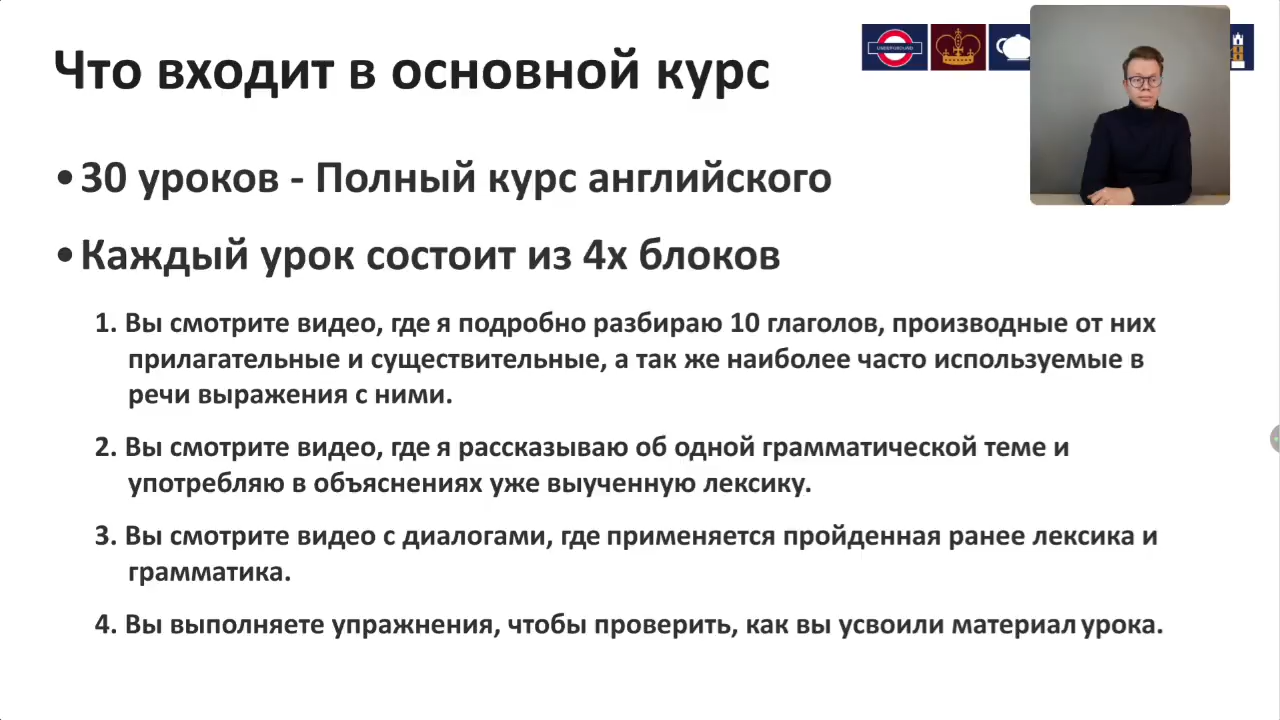 Что входит в основной курс
UNDERGROUND
•30 уроков - Полный курс английского
•Каждый урок состоит из 4х блоков
1. Вы смотрите видео, где я подробно разбираю 10 глаголов, производные от них
прилагательные и существительные, а так же наиболее часто используемые в
речи выражения с ними.
2. Вы смотрите видео, где я рассказываю об одной грамматической теме и
употребляю в объяснениях уже выученную лексику.
3. Вы смотрите видео с диалогами, где применяется пройденная ранее лексика и
грамматика.
4. Вы выполняете упражнения, чтобы проверить, как вы усвоили материал урока.